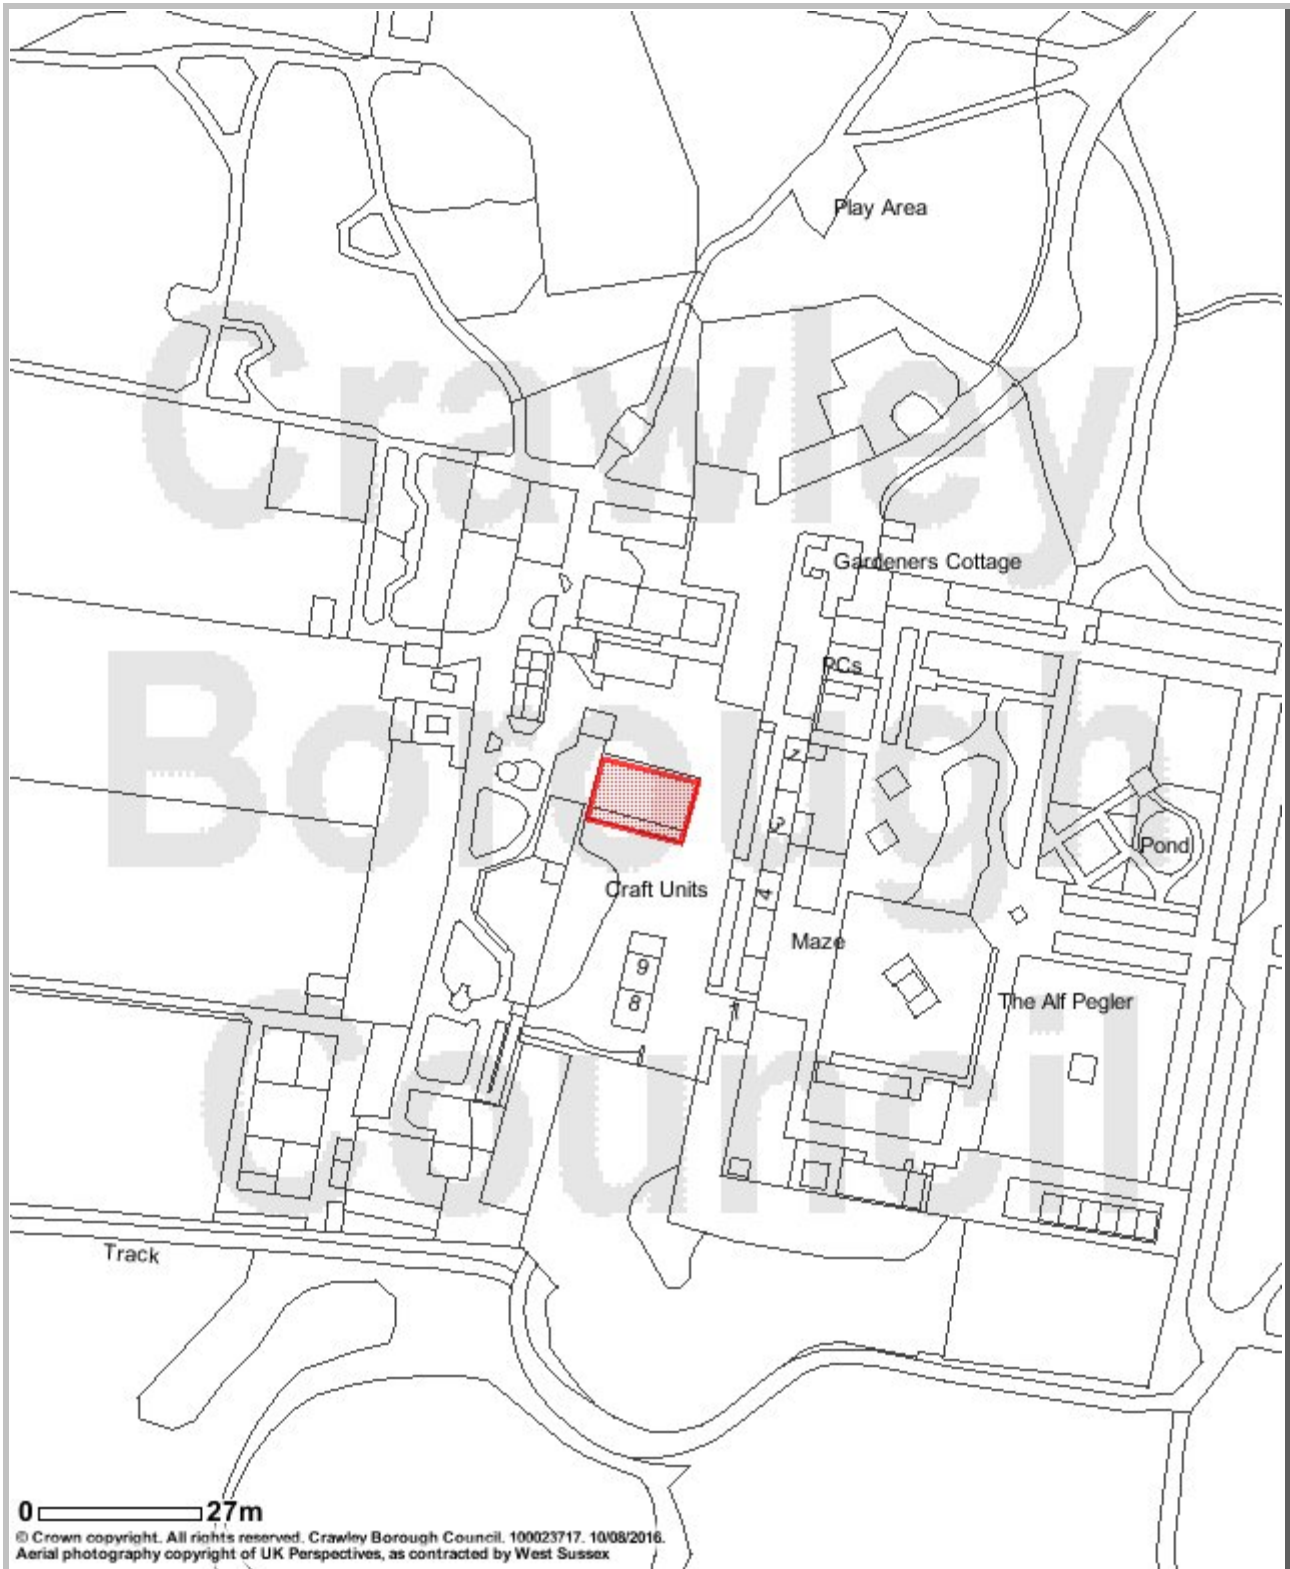 Crawley
Borough
Council
Play Area
Gardeners Cottage
PCs
1
3
Pond
Craft Units
4
Maze
9
8
The Alf Pegler
7
Track
0 27m
© Crown copyright. All rights reserved. Crawley Borough Council. 100023717. 10/08/2016.
Aerial photography copyright of UK Perspectives, as contracted by West Sussex